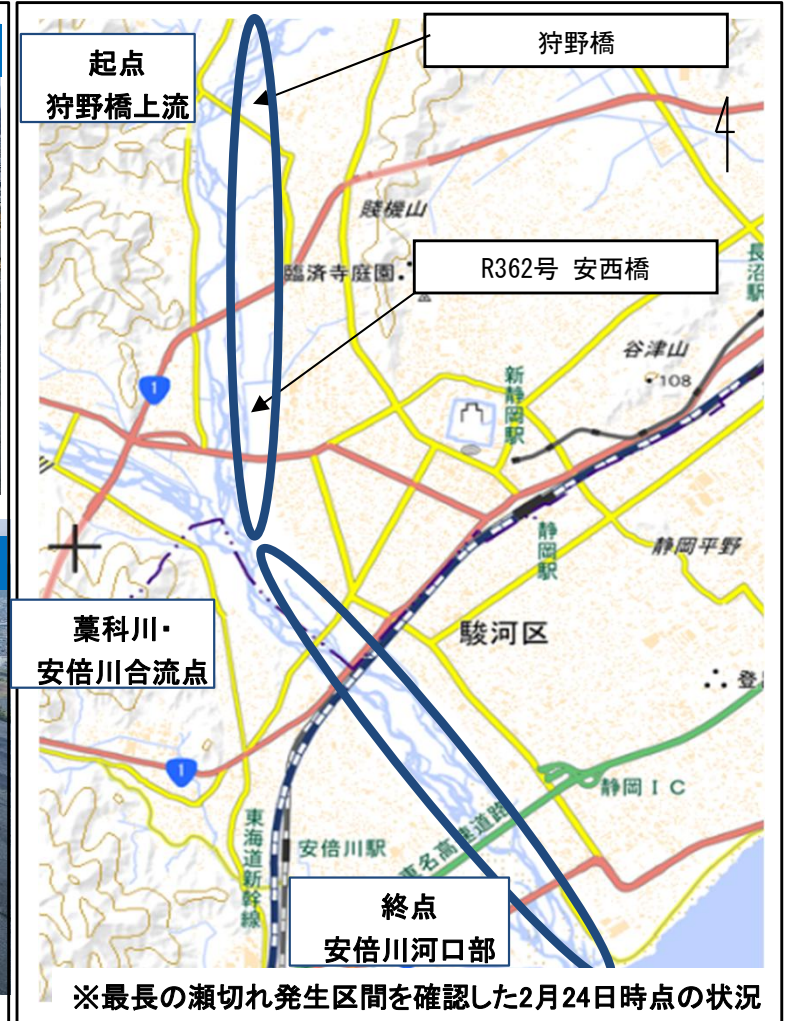 起点
狩野橋上流
狩野橋
賤機山
臨済寺庭園
R362号 安西橋
長沼駅
谷津山
108
新静岡駅
1
静岡駅
静岡平野
藁科川・
安倍川合流点
駿河区
登
1
静岡IC
東海道新幹線
安倍川駅
東名高速道路
終点
安倍川河口部
※最長の瀬切れ発生区間を確認した2月24日時点の状況